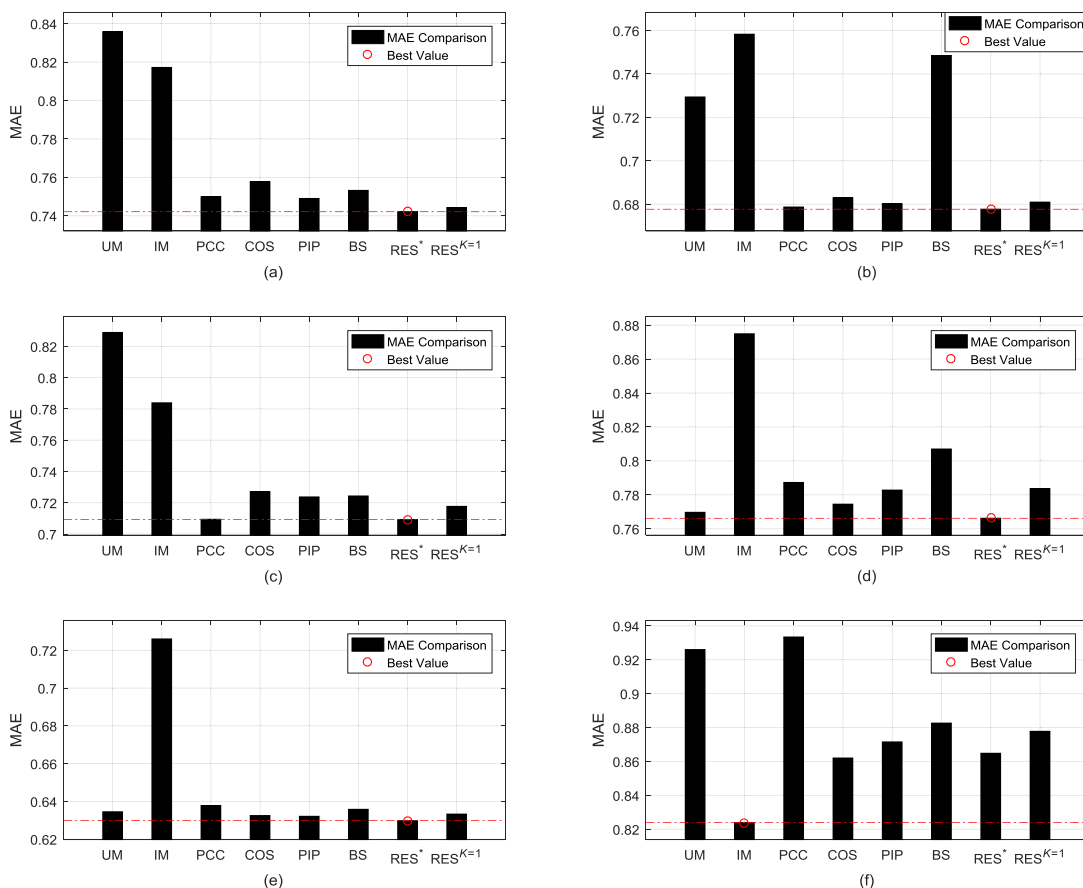 0.84
0.82
0.8
0.78
0.76
0.74
MAE
MAE Comparison
Best Value
UM IM PCC COS PIP BS RES* RES^{K=1}
(a)
0.76
0.74
0.72
0.7
0.68
MAE
MAE Comparison
Best Value
UM IM PCC COS PIP BS RES* RES^{K=1}
(b)
0.82
0.8
0.78
0.76
0.74
0.72
0.7
MAE
MAE Comparison
Best Value
UM IM PCC COS PIP BS RES* RES^{K=1}
(c)
0.88
0.86
0.84
0.82
0.8
0.78
0.76
MAE
MAE Comparison
Best Value
UM IM PCC COS PIP BS RES* RES^{K=1}
(d)
0.72
0.7
0.68
0.66
0.64
0.62
MAE
MAE Comparison
Best Value
UM IM PCC COS PIP BS RES* RES^{K=1}
(e)
0.94
0.92
0.9
0.88
0.86
0.84
0.82
MAE
MAE Comparison
Best Value
UM IM PCC COS PIP BS RES* RES^{K=1}
(f)